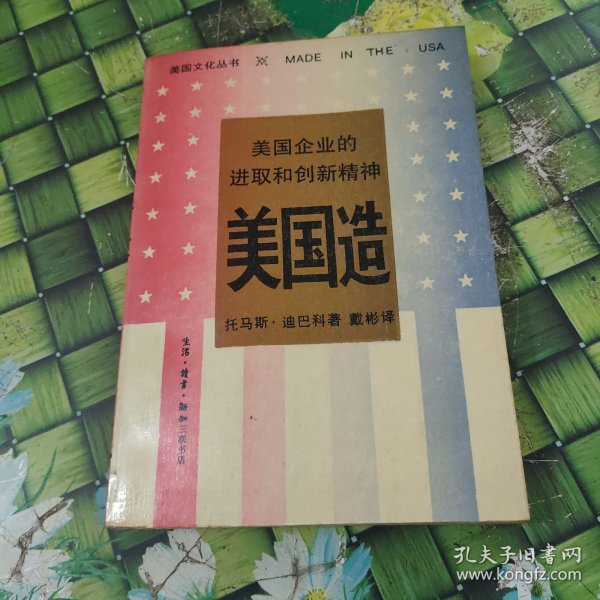 美国文化丛书 ※ MADE IN THE USA
美国企业的
进取和创新精神
美国造
托马斯·迪巴科著 戴彬译
生活·讀書·新知三联书店
孔夫子旧书网
www.kongfz.com